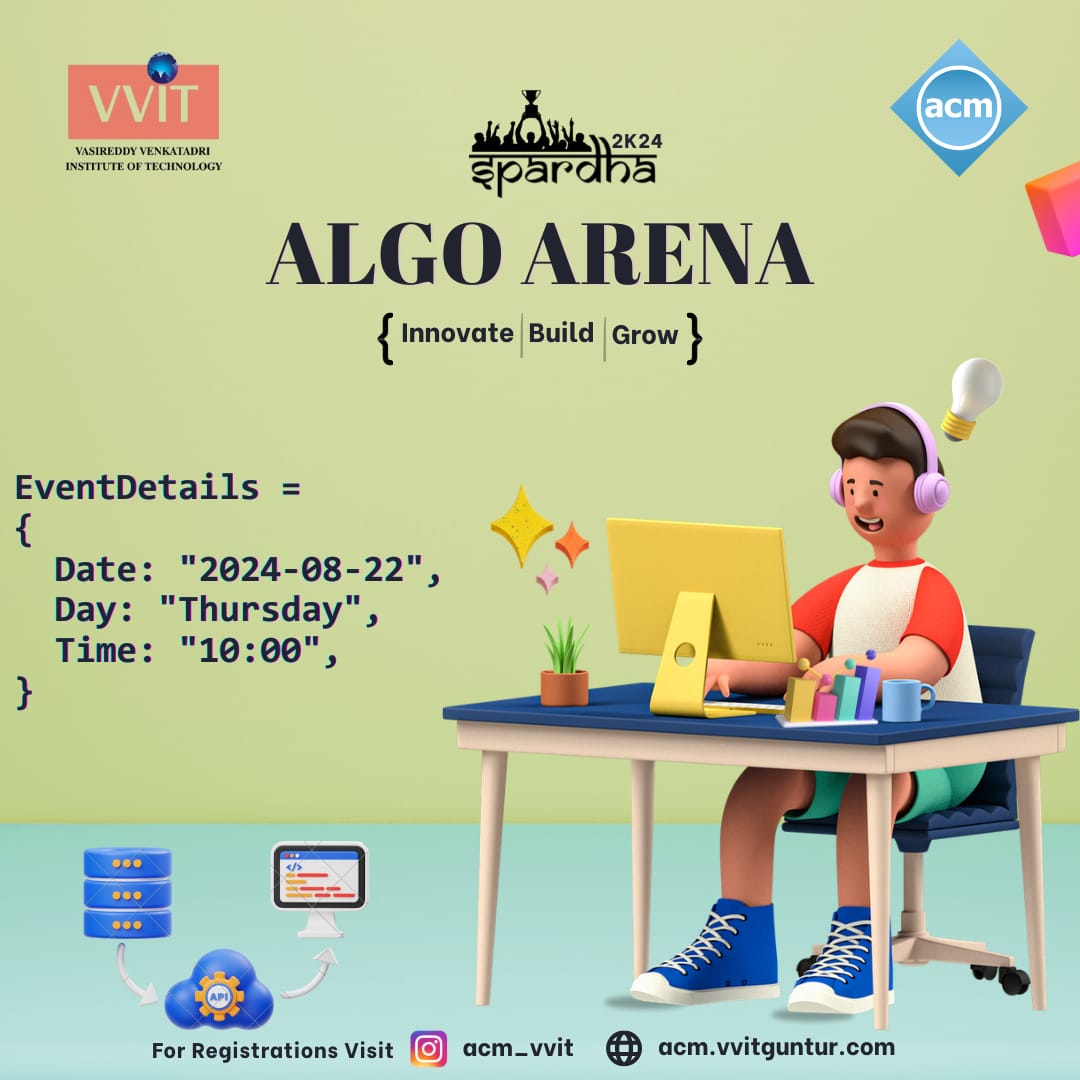 VVIT
VASIREDDY VENKATADRI
INSTITUTE OF TECHNOLOGY
acm
2K24
spardha
ALGO ARENA
{ Innovate | Build | Grow }
EventDetails =
{
Date: "2024-08-22",
Day: "Thursday",
Time: "10:00",
}
</>
API
For Registrations Visit acm_vvit acm.vvitguntur.com